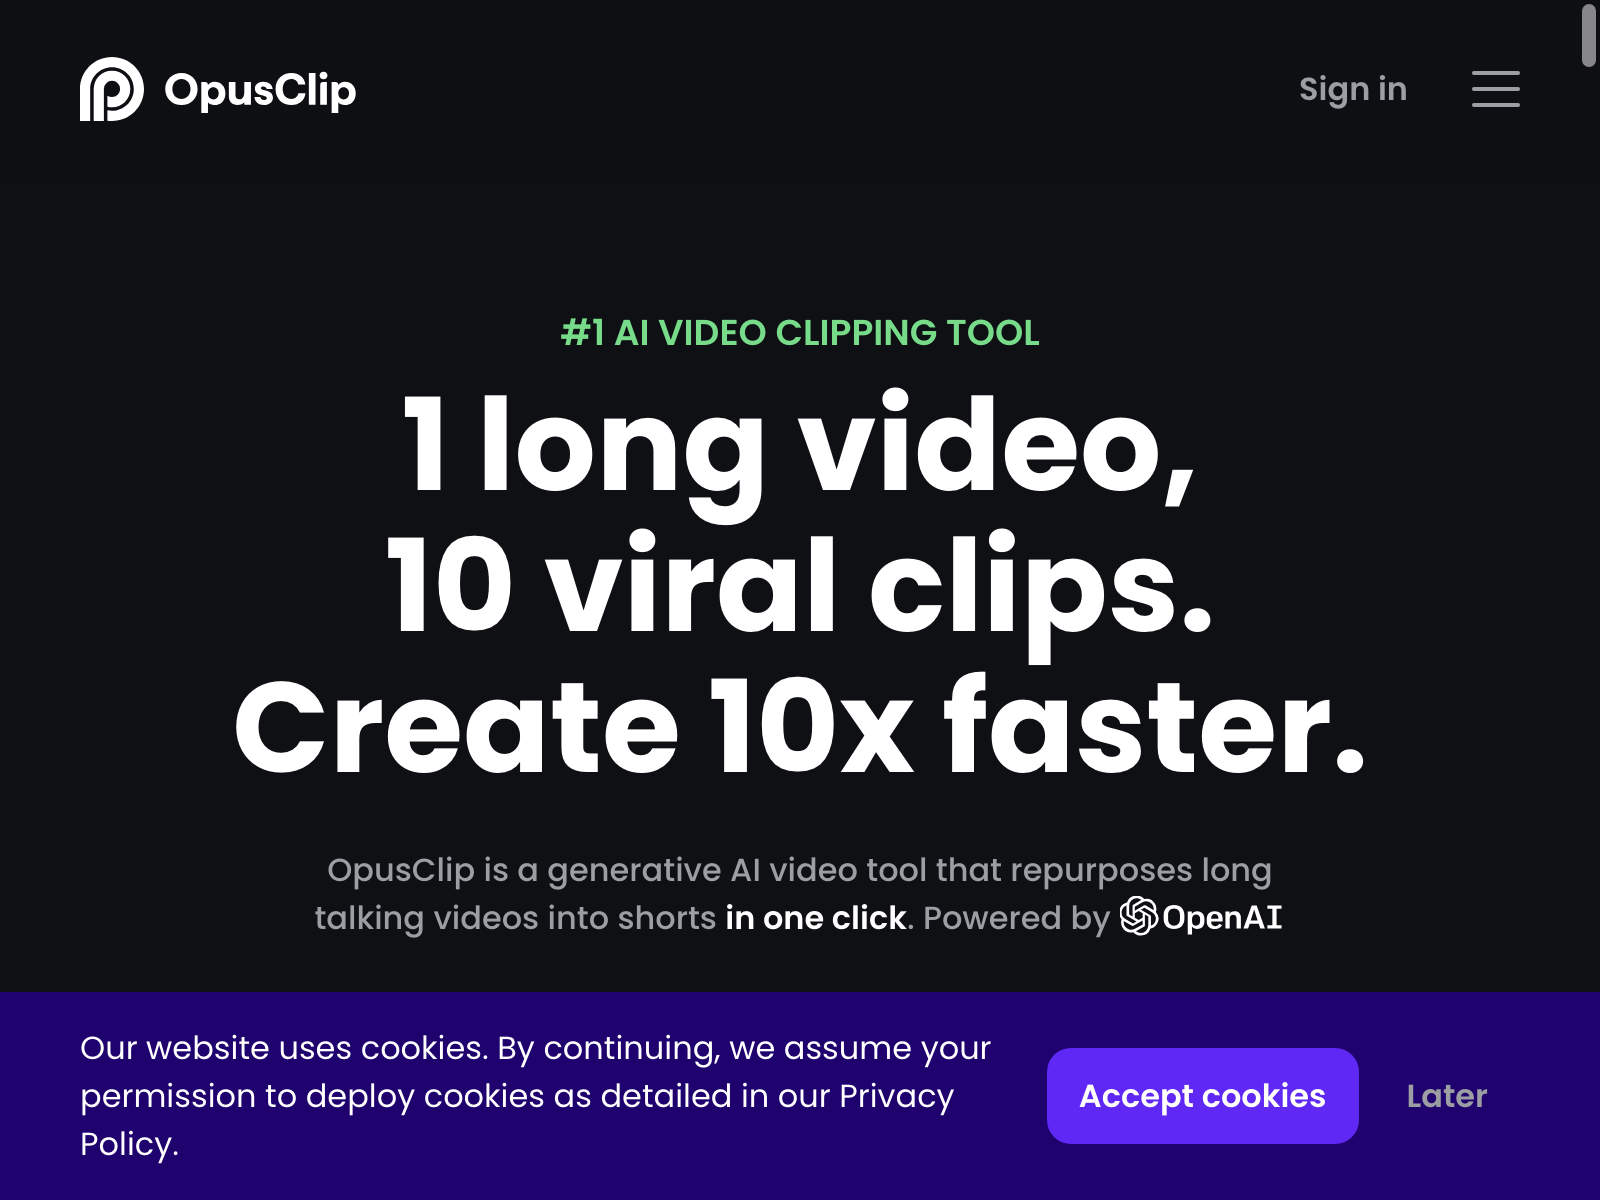 OpusClip
Sign in
#1 AI VIDEO CLIPPING TOOL
1 long video,
10 viral clips.
Create 10x faster.
OpusClip is a generative AI video tool that repurposes long
talking videos into shorts in one click. Powered by OpenAI
Our website uses cookies. By continuing, we assume your
permission to deploy cookies as detailed in our Privacy
Policy.
Accept cookies
Later